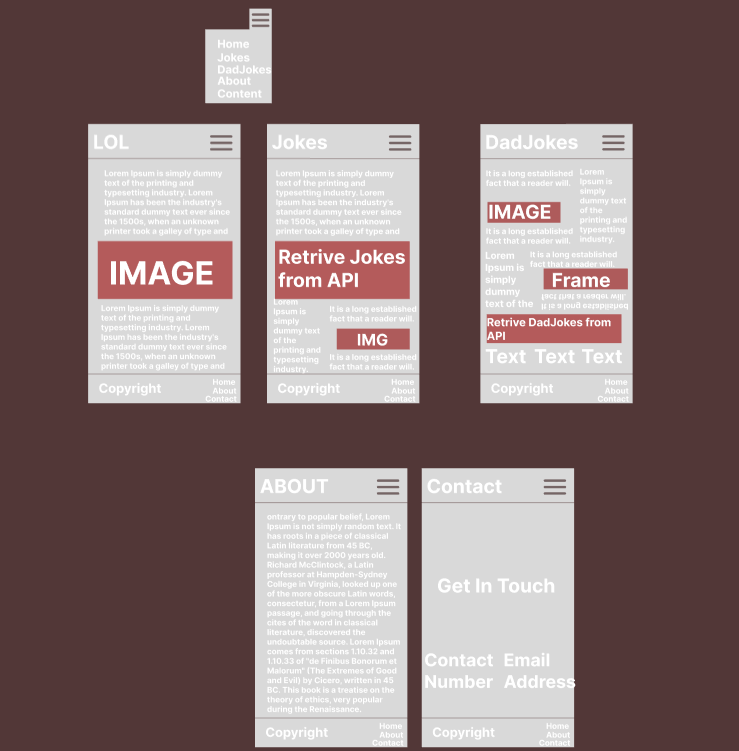 Home
Jokes
DadJokes
About
Content
LOL
Lorem Ipsum is simply dummy
text of the printing and
typesetting industry. Lorem
Ipsum has been the industry's
standard dummy text ever since
the 1500s, when an unknown
printer took a galley of type and
IMAGE
Lorem Ipsum is simply dummy
text of the printing and
typesetting industry. Lorem
Ipsum has been the industry's
standard dummy text ever since
the 1500s, when an unknown
printer took a galley of type and
Copyright
Home
About
Contact
Jokes
Lorem Ipsum is simply dummy
text of the printing and
typesetting industry. Lorem
Ipsum has been the industry's
standard dummy text ever since
the 1500s, when an unknown
printer took a galley of type and
Retrive Jokes
from API
Lorem
Ipsum is
simply
dummy text
of the
printing and
typesetting
industry.
It is a long established
fact that a reader will.
IMG
It is a long established
fact that a reader will.
Copyright
Home
About
Contact
DadJokes
It is a long established
fact that a reader will.
IMAGE
It is a long established
fact that a reader will.
Lorem
Ipsum is
simply
dummy text
of the
printing and
typesetting
industry.
Lorem
Ipsum is
simply
dummy
text of the
It is a long established
fact that a reader will.
Frame
It is a long established
fact that a reader will.
Retrive DadJokes from
API
Text Text Text
Copyright
Home
About
Contact
ABOUT
ontrary to popular belief, Lorem
Ipsum is not simply random text. It
has roots in a piece of classical
Latin literature from 45 BC,
making it over 2000 years old.
Richard McClintock, a Latin
professor at Hampden-Sydney
College in Virginia, looked up one
of the more obscure Latin words,
consectetur, from a Lorem Ipsum
passage, and going through the
cites of the word in classical
literature, discovered the
undoubtable source. Lorem Ipsum
comes from sections 1.10.32 and
1.10.33 of "de Finibus Bonorum et
Malorum" (The Extremes of Good
and Evil) by Cicero, written in 45
BC. This book is a treatise on the
theory of ethics, very popular
during the Renaissance.
Copyright
Home
About
Contact
Contact
Get In Touch
Contact
Number
Email
Address
Copyright
Home
About
Contact